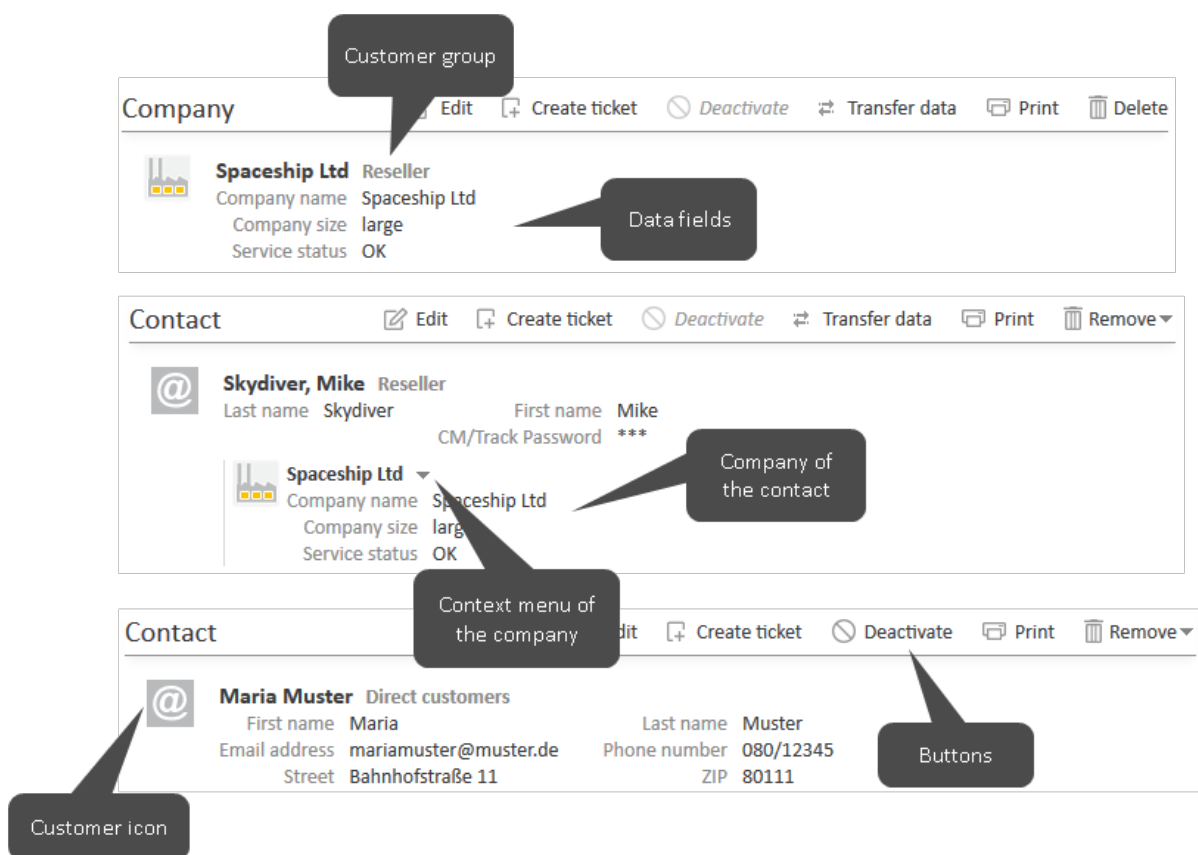 Customer group
Company Edit Create ticket Deactivate Transfer data Print Delete
Spaceship Ltd Reseller
Company name Spaceship Ltd
Company size large
Service status OK
Data fields
Contact Edit Create ticket Deactivate Transfer data Print Remove
@
Skydiver, Mike Reseller
Last name Skydiver First name Mike
CM/Track Password ***
Spaceship Ltd
Company name Spaceship Ltd
Company size
Service status OK
Company of
the contact
Context menu of
the company
Contact Create ticket Deactivate Print Remove
@
Maria Muster Direct customers
First name Maria Last name Muster
Email address mariamuster@muster.de Phone number 080/12345
Street Bahnhofstraße 11 ZIP 80111
Buttons
Customer icon